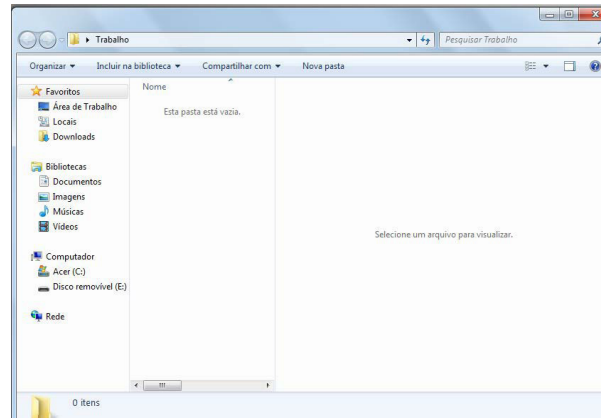 Trabalho
Pesquisar Trabalho
Organizar
Incluir na biblioteca
Compartilhar com
Nova pasta
Favoritos
Área de Trabalho
Locais
Downloads
Bibliotecas
Documentos
Imagens
Músicas
Vídeos
Computador
Acer (C:)
Disco removível (E:)
Rede
Nome
Esta pasta está vazia.
Selecione um arquivo para visualizar.
0 itens